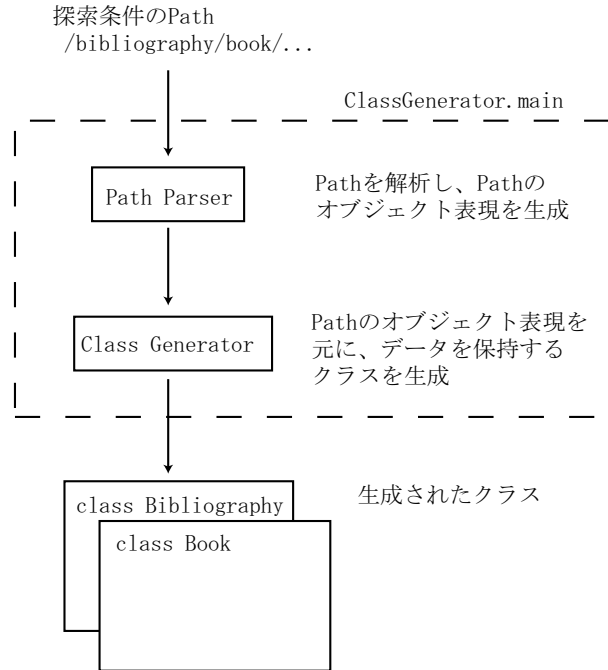 探索条件のPath
/bibliography/book/...
ClassGenerator.main
Path Parser
Pathを解析し、Pathの
オブジェクト表現を生成
Class Generator
Pathのオブジェクト表現を
元に、データを保持する
クラスを生成
生成されたクラス
class Bibliography
class Book